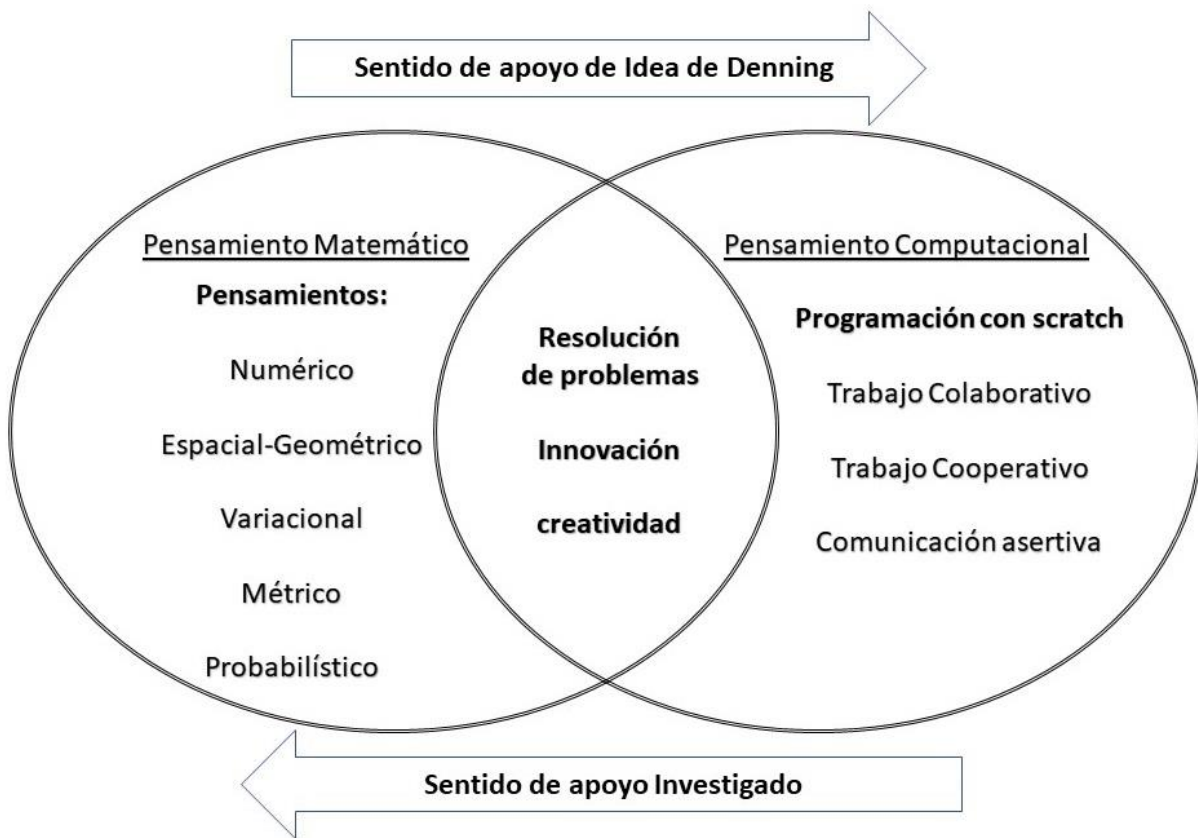 Sentido de apoyo de Idea de Denning
Pensamiento Matemático
Pensamientos:
Numérico
Espacial-Geométrico
Variacional
Métrico
Probabilístico
Resolución
de problemas
Innovación
creatividad
Pensamiento Computacional
Programación con scratch
Trabajo Colaborativo
Trabajo Cooperativo
Comunicación asertiva
Sentido de apoyo Investigado